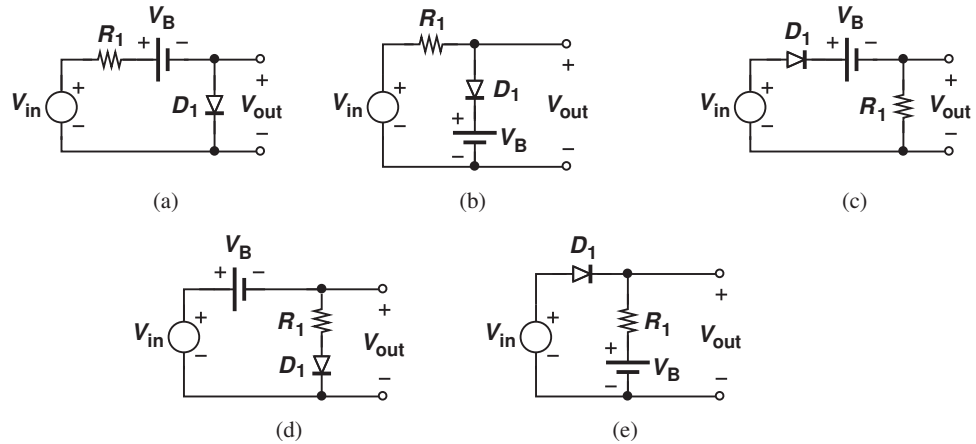 V_B
R_1 + −
V_in + − D_1 + V_out −
(a)
R_1
V_in + − D_1 + V_B − + V_out −
(b)
D_1 V_B
+ −
V_in + − R_1 + V_out −
(c)
V_B
+ −
V_in + − R_1 D_1 + V_out −
(d)
D_1
V_in + − R_1 + V_B − + V_out −
(e)